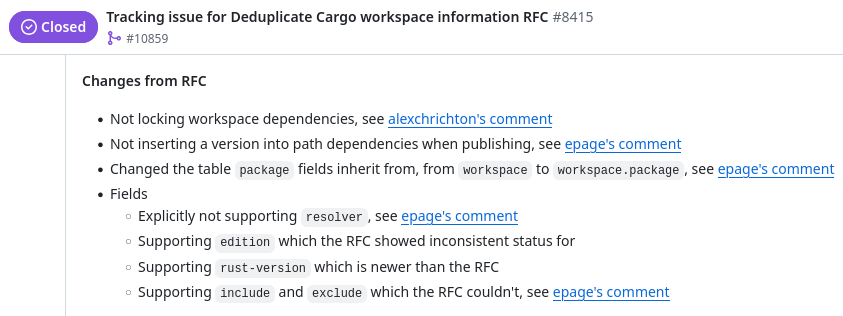 Closed
Tracking issue for Deduplicate Cargo workspace information RFC #8415
#10859
Changes from RFC
• Not locking workspace dependencies, see alexchrichton's comment
• Not inserting a version into path dependencies when publishing, see epage's comment
• Changed the table package fields inherit from, from workspace to workspace.package, see epage's comment
• Fields
◦ Explicitly not supporting resolver, see epage's comment
◦ Supporting edition which the RFC showed inconsistent status for
◦ Supporting rust-version which is newer than the RFC
◦ Supporting include and exclude which the RFC couldn't, see epage's comment